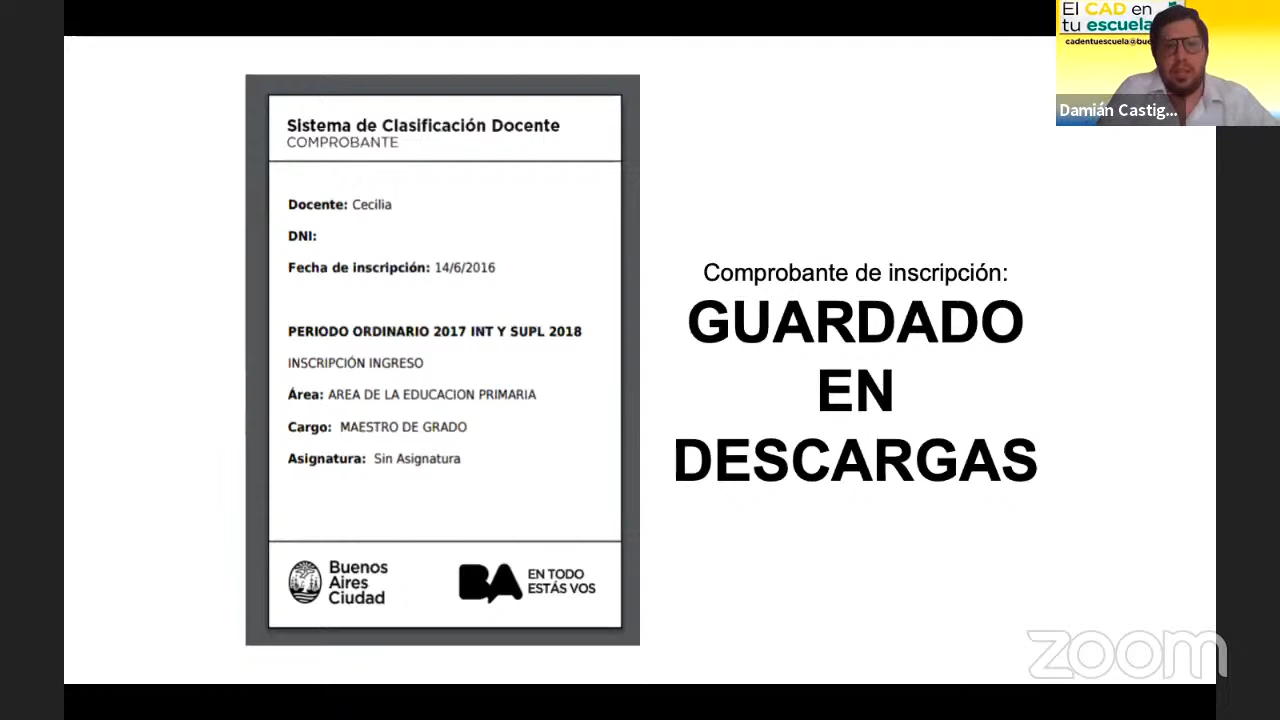 Sistema de Clasificación Docente
COMPROBANTE
Docente: Cecilia
DNI:
Fecha de inscripción: 14/6/2016
PERIODO ORDINARIO 2017 INT Y SUPL 2018
INSCRIPCIÓN INGRESO
Área: AREA DE LA EDUCACION PRIMARIA
Cargo: MAESTRO DE GRADO
Asignatura: Sin Asignatura
Buenos
Aires
Ciudad
BA
EN TODO
ESTÁS VOS
Comprobante de inscripción:
GUARDADO
EN
DESCARGAS
El CAD en
tu escuela
cadentuescuela@bue
Damián Castig...
zoom